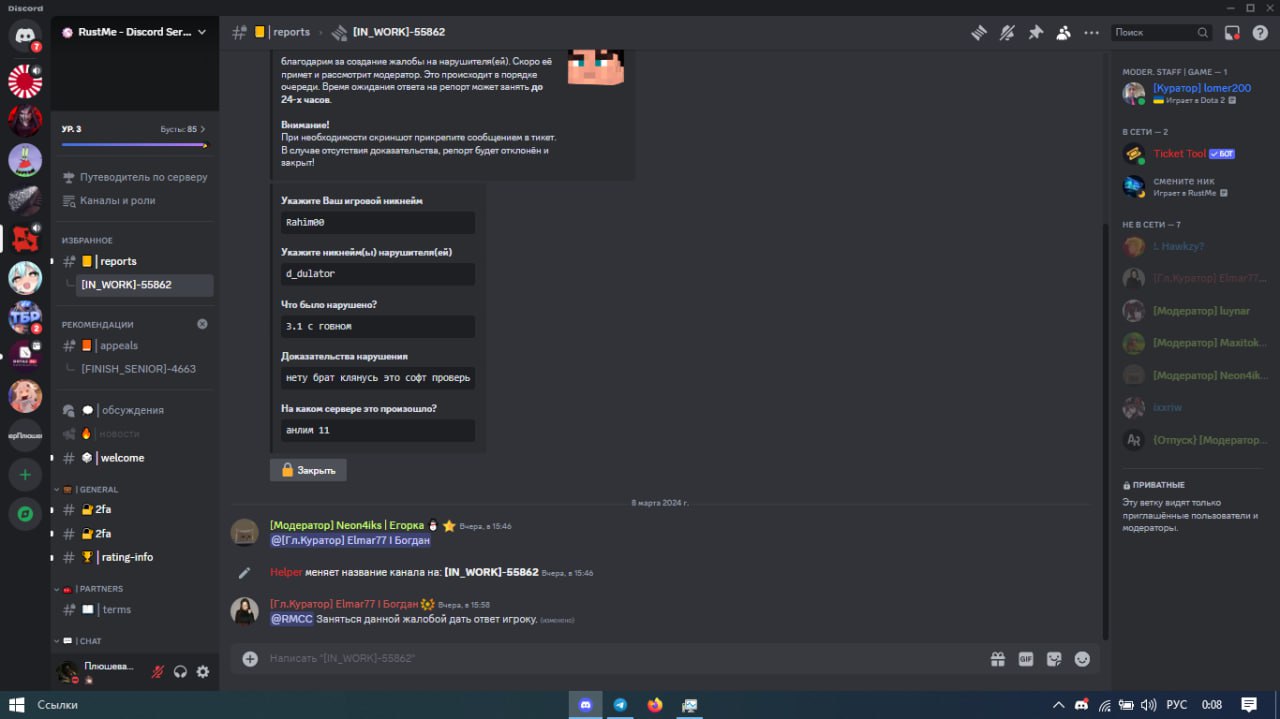 Discord
RustMe - Discord Ser...
УР. 3
Бусты: 85
Путеводитель по серверу
Каналы и роли
ИЗБРАННОЕ
| reports
[IN_WORK]-55862
РЕКОМЕНДАЦИИ
| appeals
[FINISH_SENIOR]-4663
| обсуждения
| новости
| welcome
| GENERAL
2fa
2fa
| rating-info
| PARTNERS
| terms
| CHAT
Плюшева...
7
2
| reports
[IN_WORK]-55862
Поиск
благодарим за создание жалобы на нарушителя(ей). Скоро её
примет и рассмотрит модератор. Это происходит в порядке
очереди. Время ожидания ответа на репорт может занять до
24-х часов.
Внимание!
При необходимости скриншот прикрепите сообщением в тикет.
В случае отсутствия доказательства, репорт будет отклонён и
закрыт!
Укажите Ваш игровой никнейм
Rahim00
Укажите никнейм(ы) нарушителя(ей)
d_dulator
Что было нарушено?
3.1 с говном
Доказательства нарушения
нету брат клянусь это софт проверь
На каком сервере это произошло?
анлим 11
Закрыть
8 марта 2024 г.
[Модератор] Neon4iks | Егорка Вчера, в 15:46
@[Гл.Куратор] Elmar77 I Богдан
Helper меняет название канала на: [IN_WORK]-55862 Вчера, в 15:46
[Гл.Куратор] Elmar77 I Богдан Вчера, в 15:58
@RMCC Заняться данной жалобой дать ответ игроку. (изменено)
Написать "[IN_WORK]-55862"
GIF
MODER. STAFF | GAME — 1
[Куратор] lomer200
Играет в Dota 2
В СЕТИ — 2
Ticket Tool БОТ
смените ник
Играет в RustMe
НЕ В СЕТИ — 7
!. Hawkzy?
[Гл.Куратор] Elmar77...
[Модератор] luynar
[Модератор] Maxitok...
[Модератор] Neon4ik...
ixxriw
{Отпуск} [Модератор...
ПРИВАТНЫЕ
Эту ветку видят только
приглашённые пользователи и
модераторы.
Ссылки
РУС
0:08